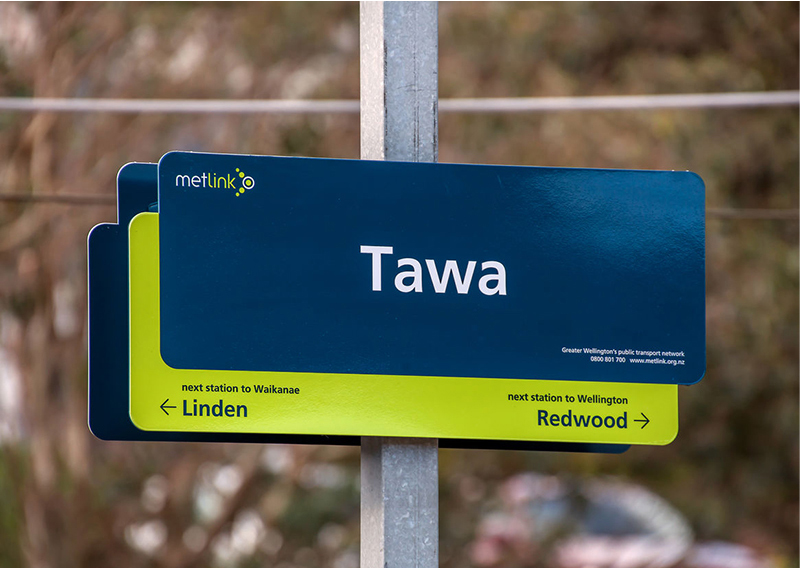 metlink
Tawa
Greater Wellington's public transport network
0800 801 700 www.metlink.org.nz
next station to Waikanae
← Linden
next station to Wellington
Redwood →